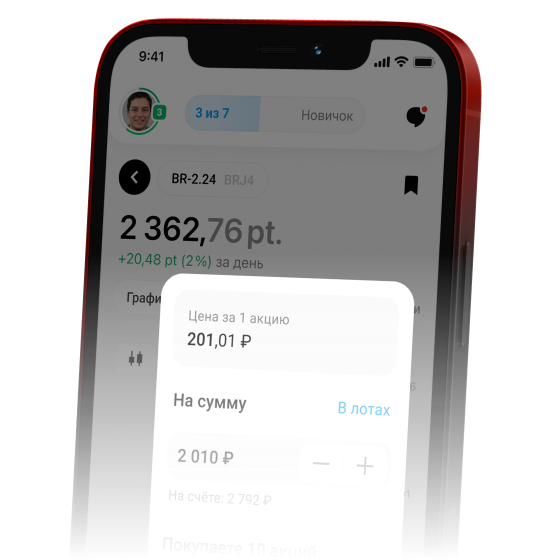 9:41
3
3 из 7
Новичок
BR-2.24 BRJ4
2 362,76 pt.
+20,48 pt (2%) за день
Цена за 1 акцию
201,01 ₽
На сумму
В лотах
2 010 ₽
На счёте: 2 792 ₽
Покупаете 10 акций